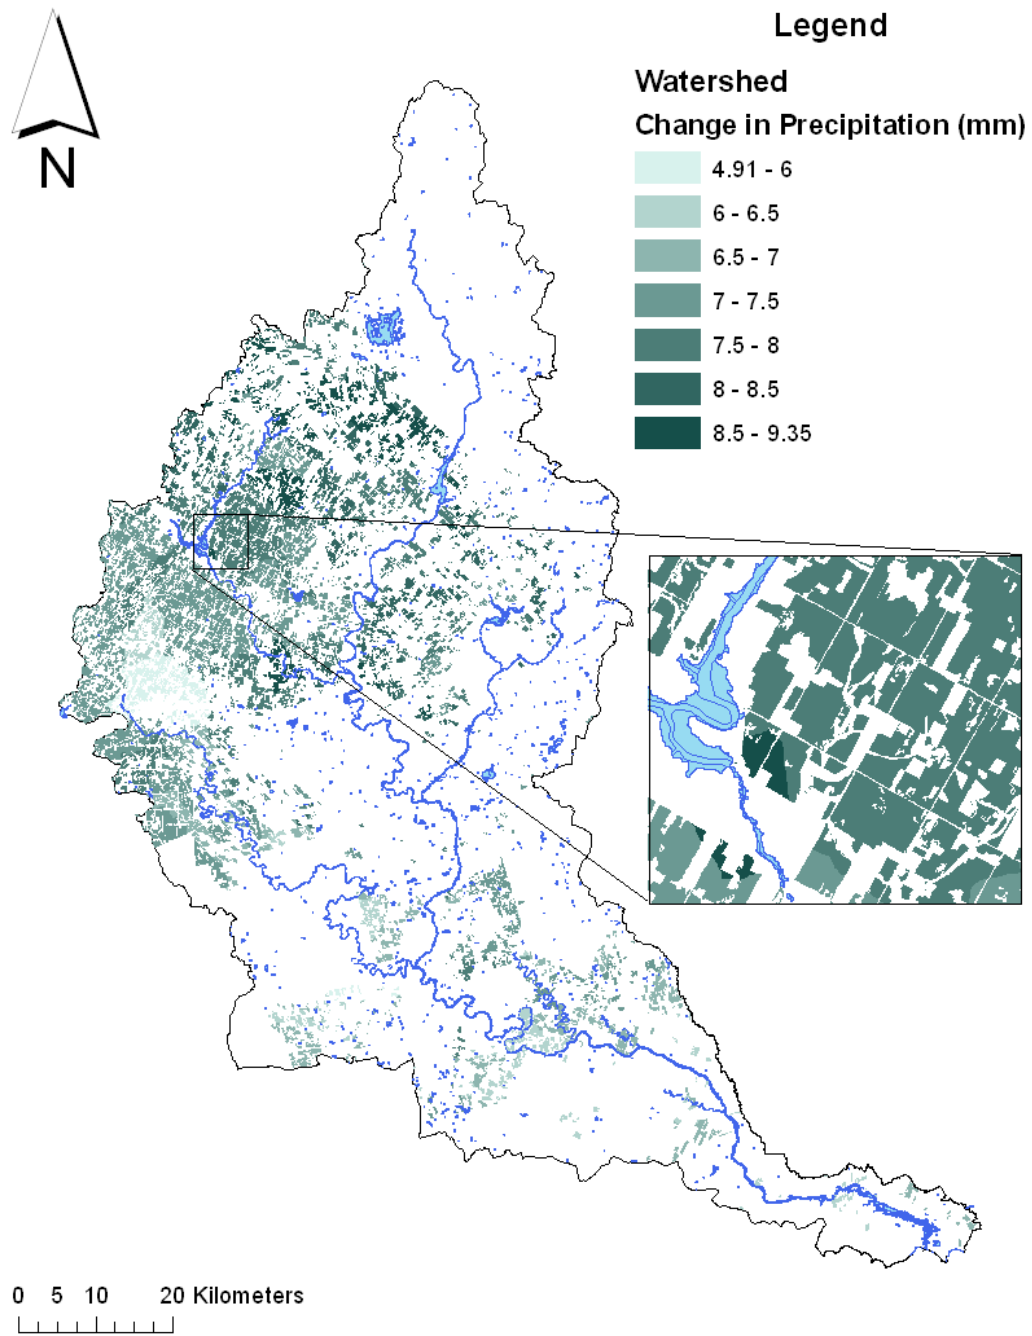 Legend
Watershed
Change in Precipitation (mm)
4.91 - 6
6 - 6.5
6.5 - 7
7 - 7.5
7.5 - 8
8 - 8.5
8.5 - 9.35
N
0 5 10 20 Kilometers